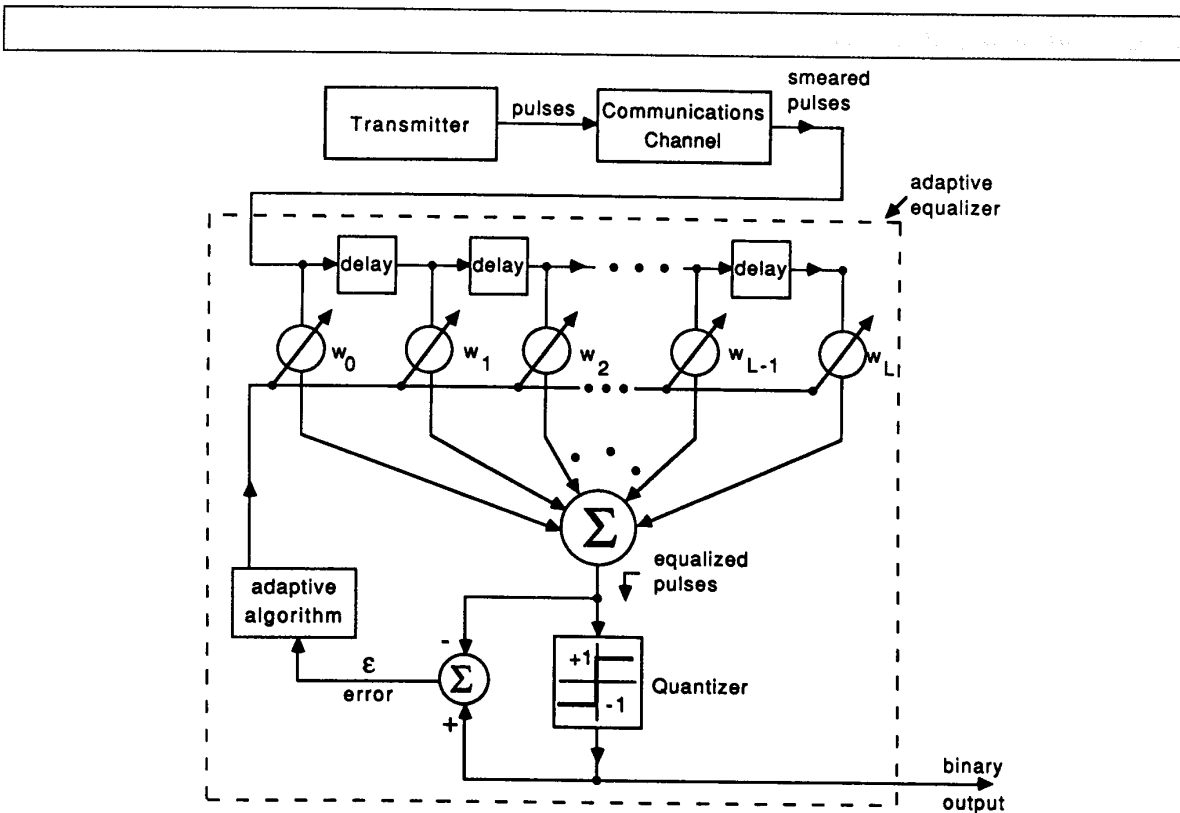 smeared
pulses
pulses
Transmitter
Communications
Channel
adaptive
equalizer
delay
delay
delay
w0
w1
w2
wL-1
wL
Σ
equalized
pulses
adaptive
algorithm
-
+1
-1
Quantizer
Σ
ε
error
+
binary
output